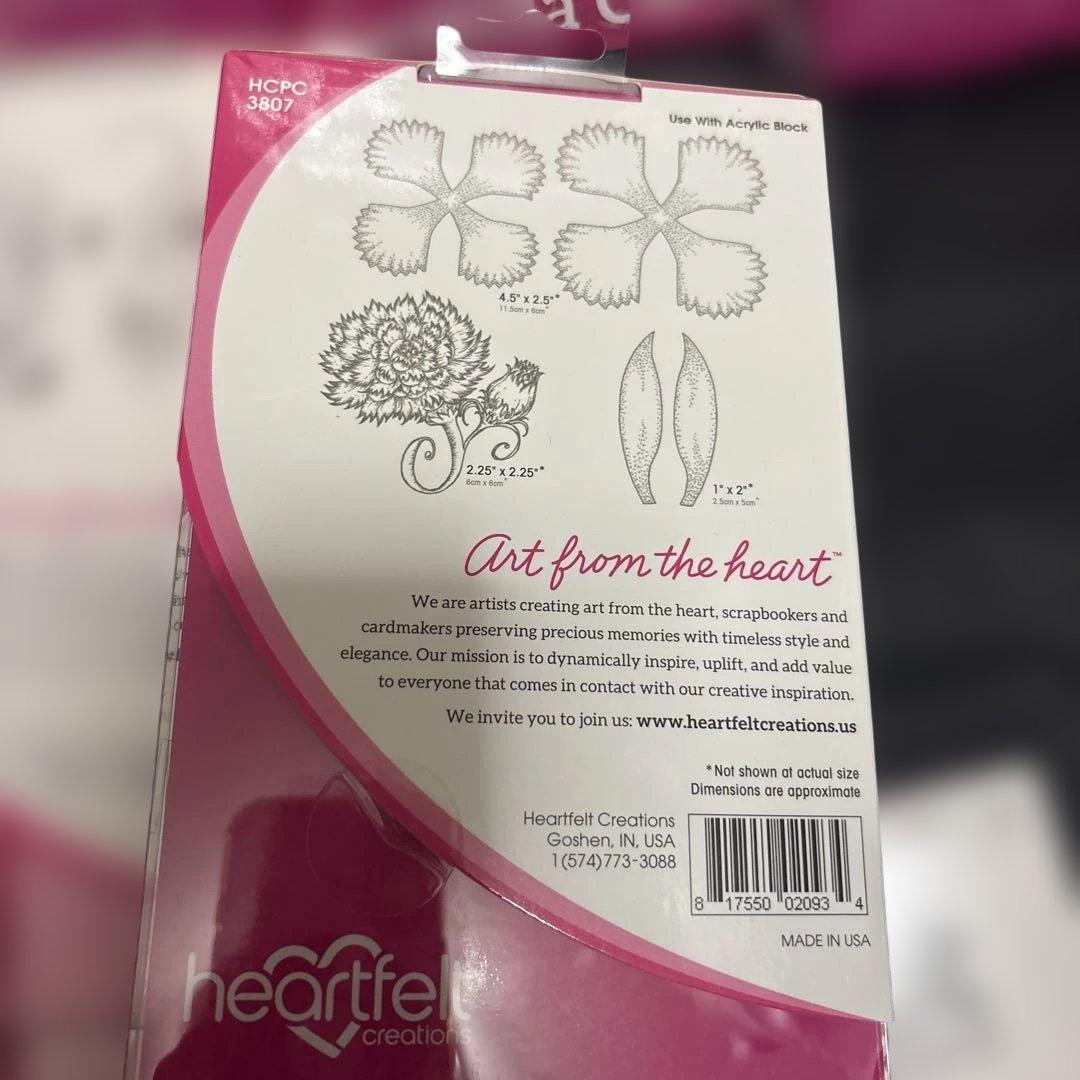 HCPC
3807
Use With Acrylic Block
4.5" x 2.5"*
11.5cm x 6cm*
2.25" x 2.25"*
6cm x 6cm*
1" x 2"*
2.5cm x 5cm*
Art from the heart™
We are artists creating art from the heart, scrapbookers and
cardmakers preserving precious memories with timeless style and
elegance. Our mission is to dynamically inspire, uplift, and add value
to everyone that comes in contact with our creative inspiration.
We invite you to join us: www.heartfeltcreations.us
*Not shown at actual size
Dimensions are approximate
Heartfelt Creations
Goshen, IN, USA
1(574)773-3088
8 17550 02093 4
MADE IN USA
heartfelt
creations